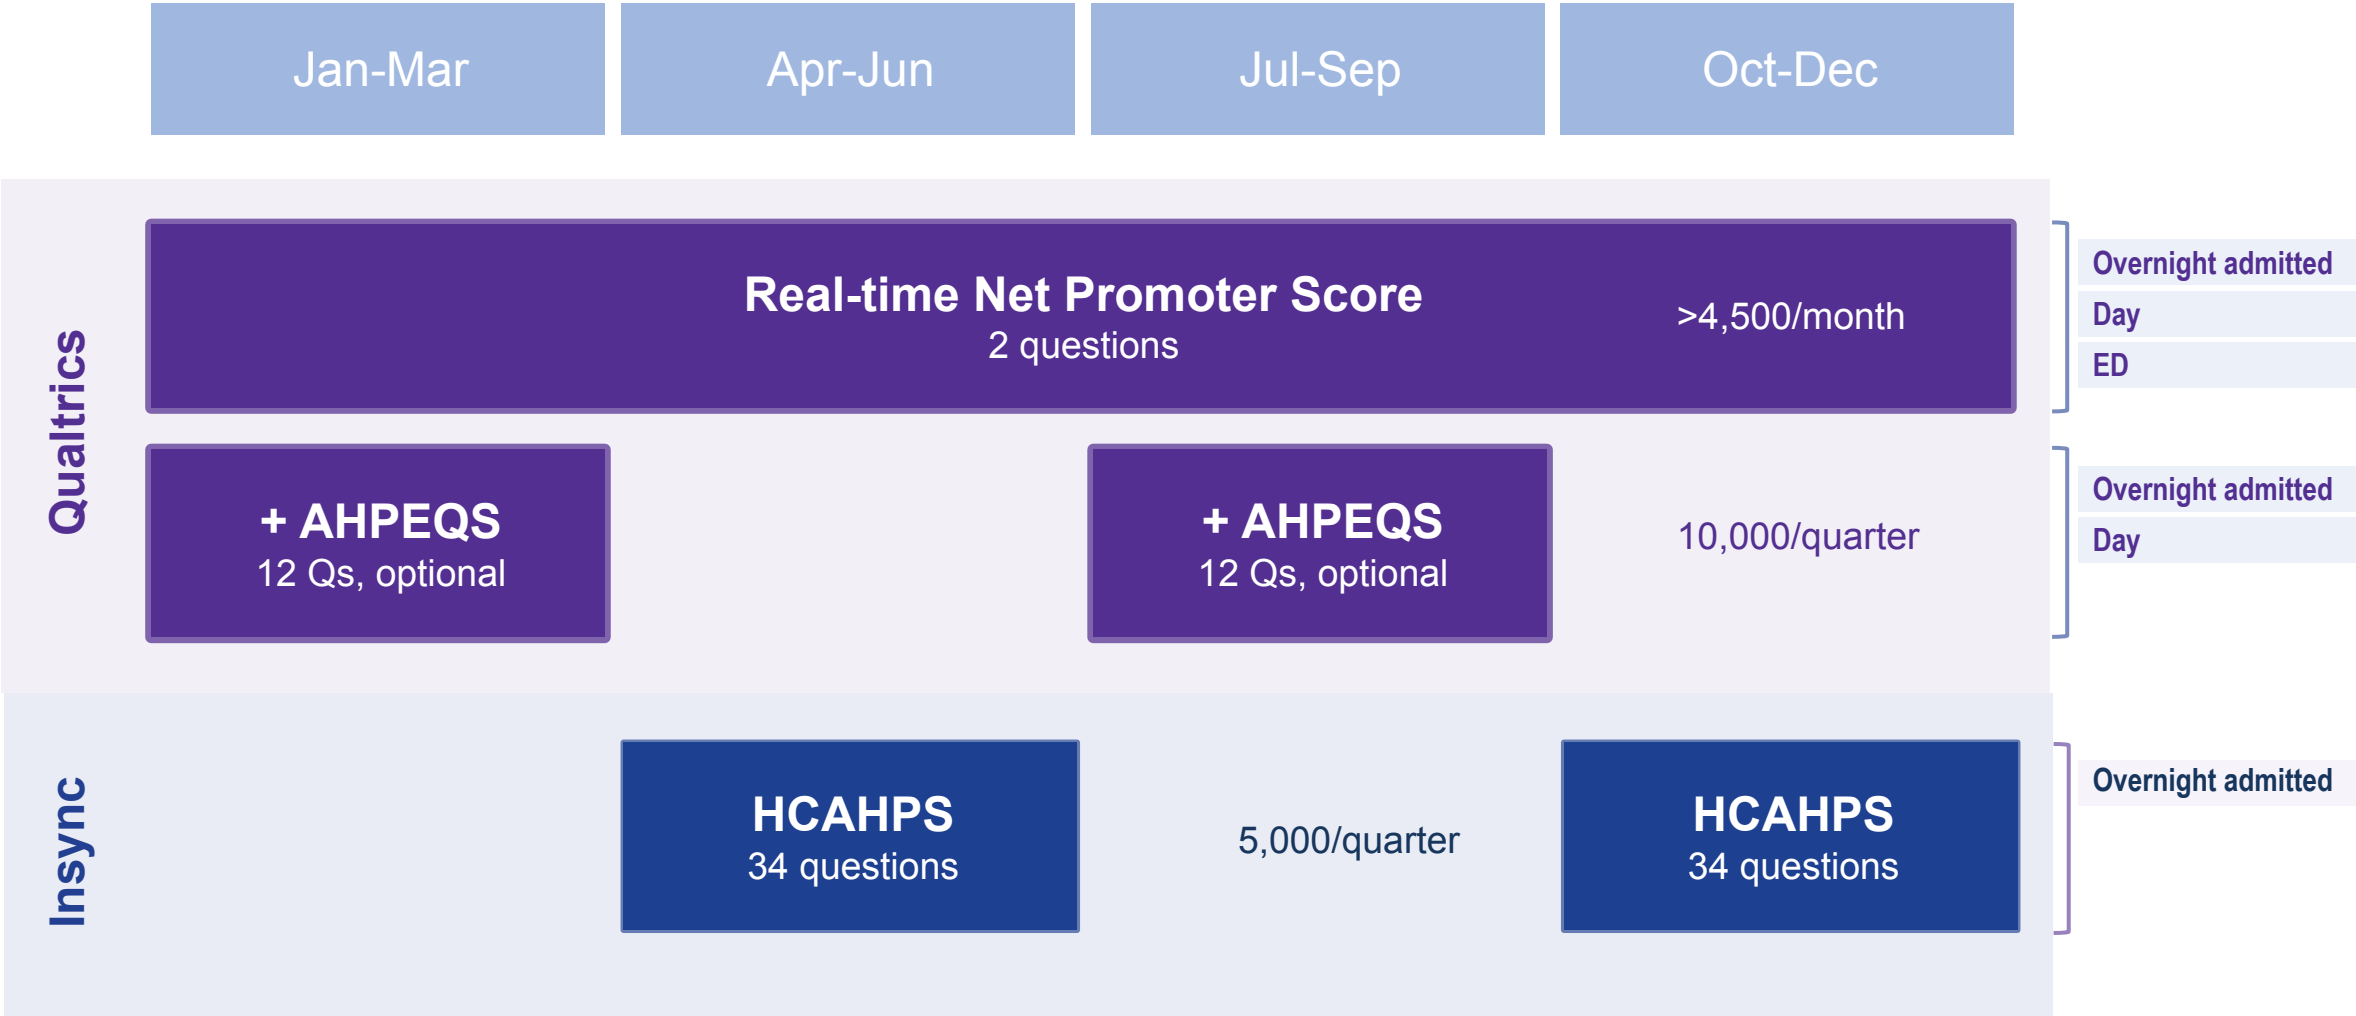 Jan-Mar
Apr-Jun
Jul-Sep
Oct-Dec
Qualtrics
Real-time Net Promoter Score
2 questions
>4,500/month
Overnight admitted
Day
ED
+ AHPEQS
12 Qs, optional
+ AHPEQS
12 Qs, optional
10,000/quarter
Overnight admitted
Day
Insync
HCAHPS
34 questions
5,000/quarter
HCAHPS
34 questions
Overnight admitted